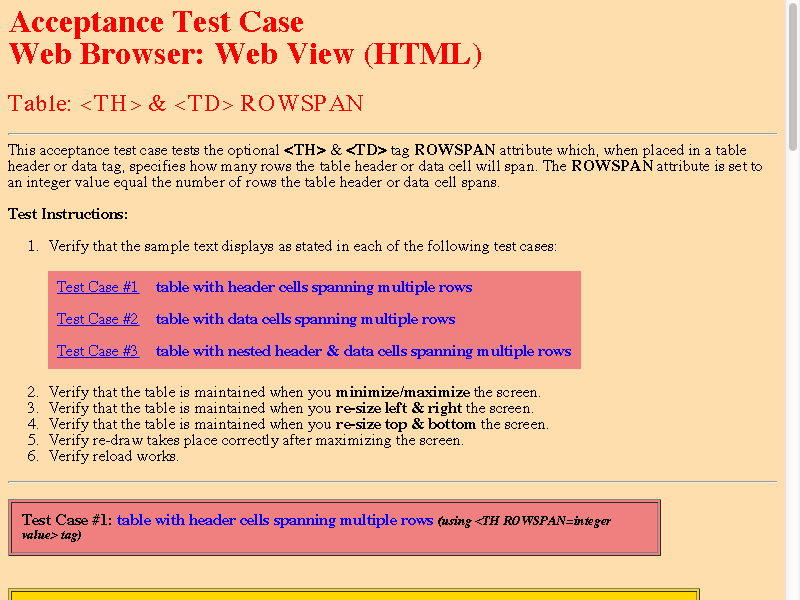 Acceptance Test Case
Web Browser: Web View (HTML)
Table: <TH> & <TD> ROWSPAN
This acceptance test case tests the optional <TH> & <TD> tag ROWSPAN attribute which, when placed in a table
header or data tag, specifies how many rows the table header or data cell will span. The ROWSPAN attribute is set to
an integer value equal the number of rows the table header or data cell spans.
Test Instructions:
1. Verify that the sample text displays as stated in each of the following test cases:
Test Case #1 table with header cells spanning multiple rows
Test Case #2 table with data cells spanning multiple rows
Test Case #3 table with nested header & data cells spanning multiple rows
2. Verify that the table is maintained when you minimize/maximize the screen.
3. Verify that the table is maintained when you re-size left & right the screen.
4. Verify that the table is maintained when you re-size top & bottom the screen.
5. Verify re-draw takes place correctly after maximizing the screen.
6. Verify reload works.
Test Case #1: table with header cells spanning multiple rows (using <TH ROWSPAN=integer
value> tag)